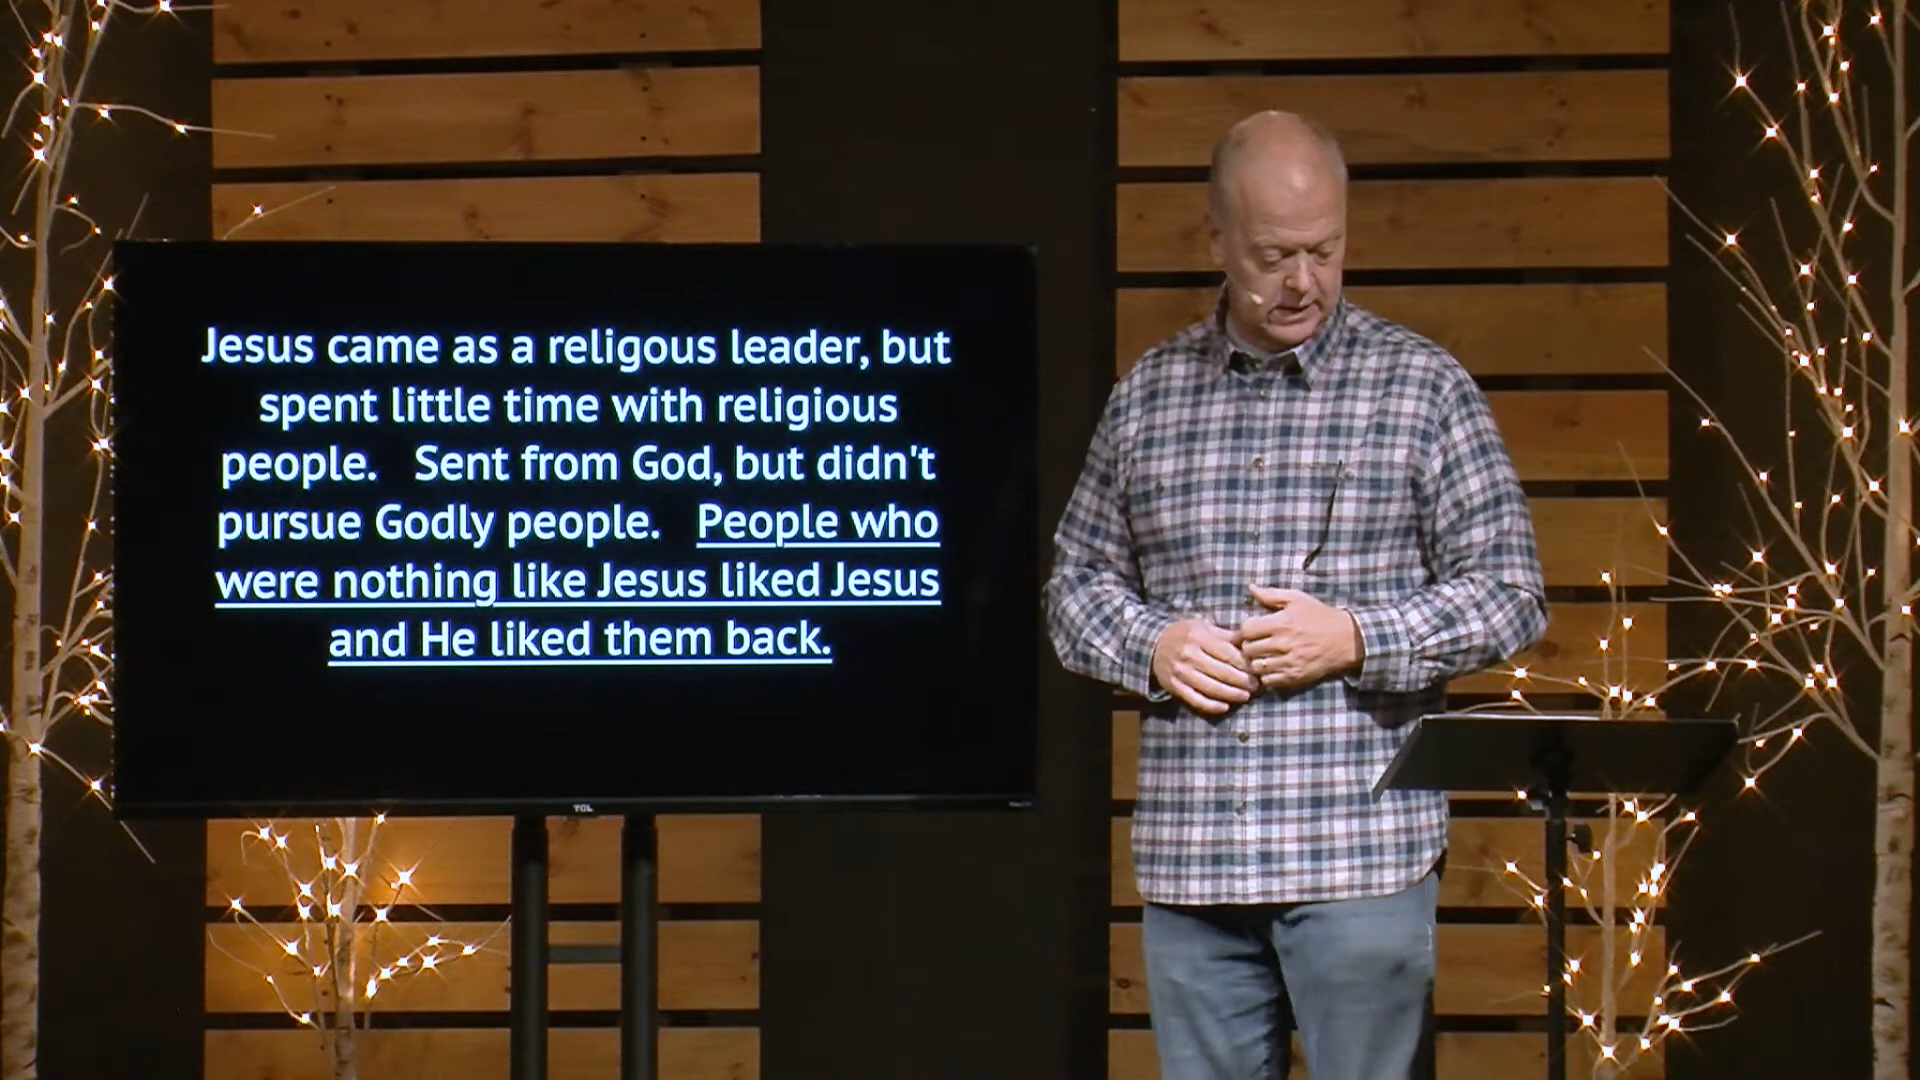 Jesus came as a religous leader, but
spent little time with religious
people.   Sent from God, but didn't
pursue Godly people.   People who
were nothing like Jesus liked Jesus
and He liked them back.
TCL